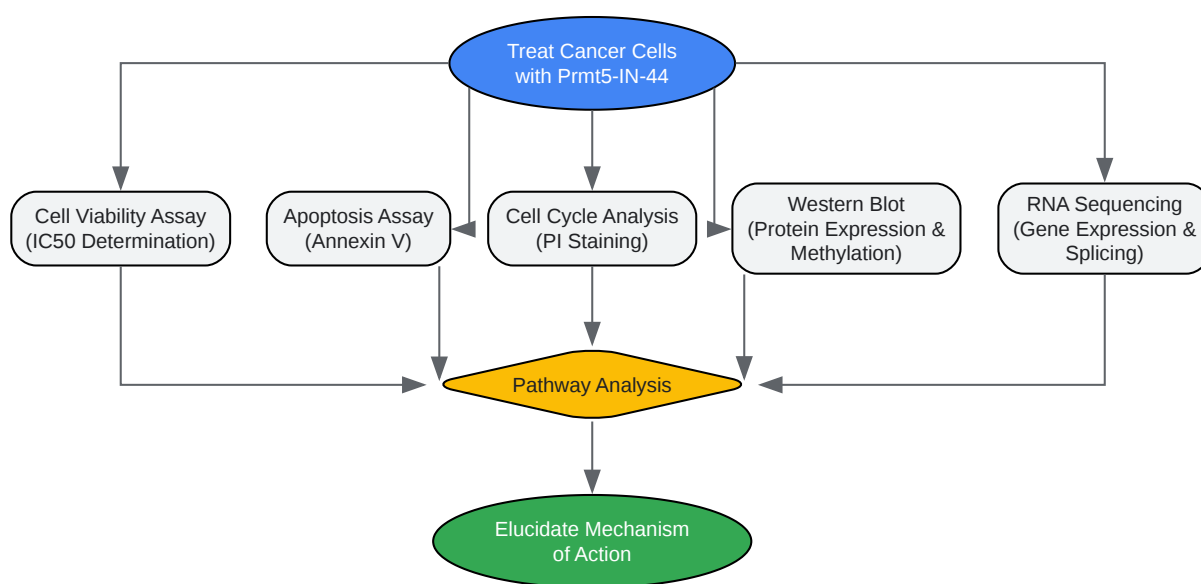 Treat Cancer Cells
with Prmt5-IN-44
Cell Viability Assay
(IC50 Determination)
Apoptosis Assay
(Annexin V)
Cell Cycle Analysis
(PI Staining)
Western Blot
(Protein Expression &
Methylation)
RNA Sequencing
(Gene Expression &
Splicing)
Pathway Analysis
Elucidate Mechanism
of Action